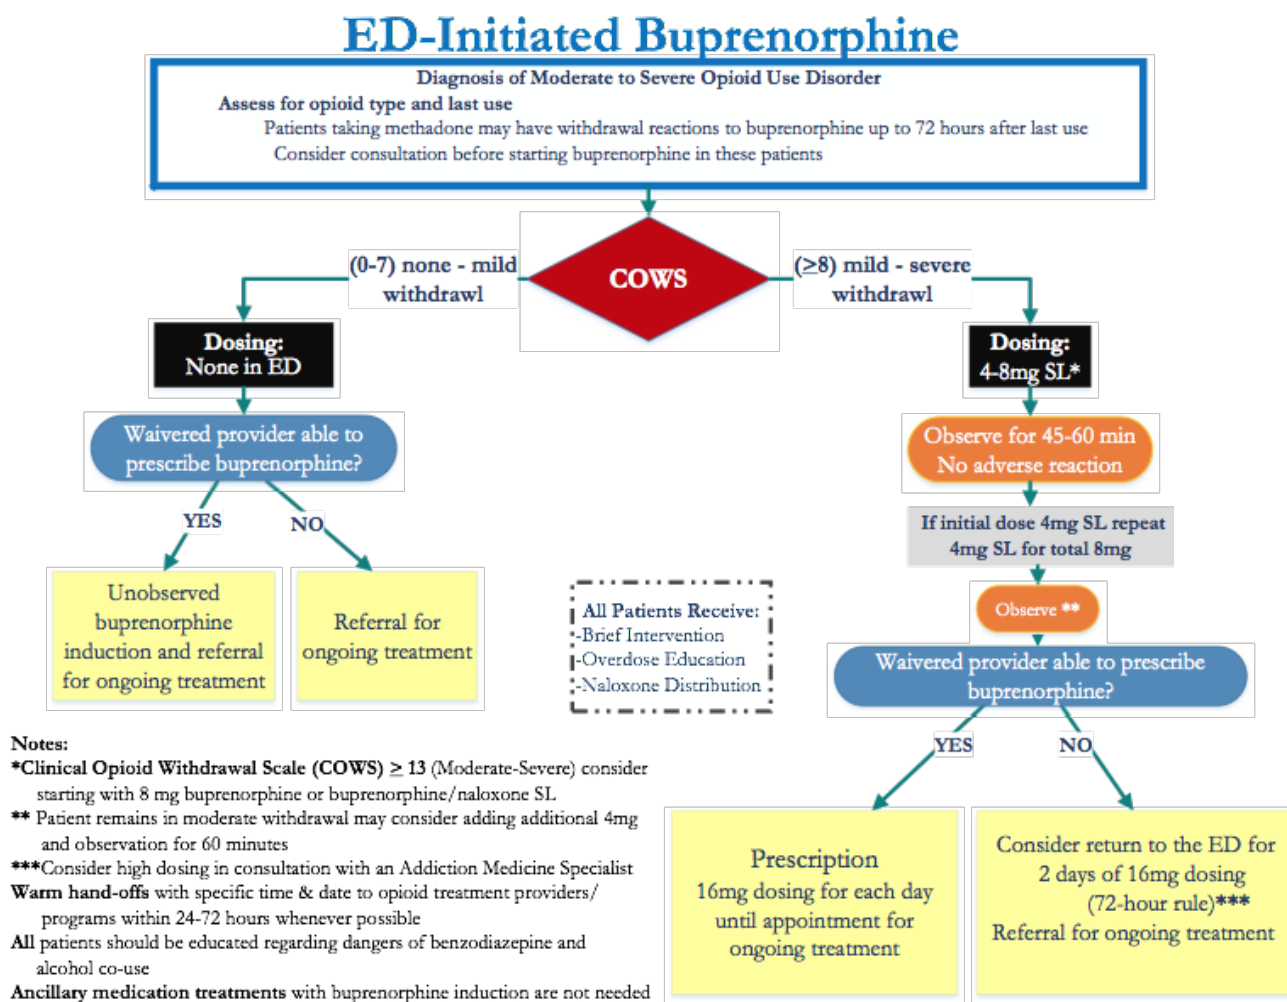 ED-Initiated Buprenorphine
Diagnosis of Moderate to Severe Opioid Use Disorder
Assess for opioid type and last use
Patients taking methadone may have withdrawal reactions to buprenorphine up to 72 hours after last use
Consider consultation before starting buprenorphine in these patients
COWS
(0-7) none - mild
withdrawl
(≥8) mild - severe
withdrawl
Dosing:
None in ED
Waivered provider able to
prescribe buprenorphine?
YES
NO
Unobserved
buprenorphine
induction and referral
for ongoing treatment
Referral for
ongoing treatment
Dosing:
4-8mg SL*
Observe for 45-60 min
No adverse reaction
If initial dose 4mg SL repeat
4mg SL for total 8mg
Observe **
Waivered provider able to prescribe
buprenorphine?
YES
NO
Prescription
16mg dosing for each day
until appointment for
ongoing treatment
Consider return to the ED for
2 days of 16mg dosing
(72-hour rule)***
Referral for ongoing treatment
All Patients Receive:
-Brief Intervention
-Overdose Education
-Naloxone Distribution
Notes:
*Clinical Opioid Withdrawal Scale (COWS) ≥ 13 (Moderate-Severe) consider
starting with 8 mg buprenorphine or buprenorphine/naloxone SL
** Patient remains in moderate withdrawal may consider adding additional 4mg
and observation for 60 minutes
***Consider high dosing in consultation with an Addiction Medicine Specialist
Warm hand-offs with specific time & date to opioid treatment providers/
programs within 24-72 hours whenever possible
All patients should be educated regarding dangers of benzodiazepine and
alcohol co-use
Ancillary medication treatments with buprenorphine induction are not needed